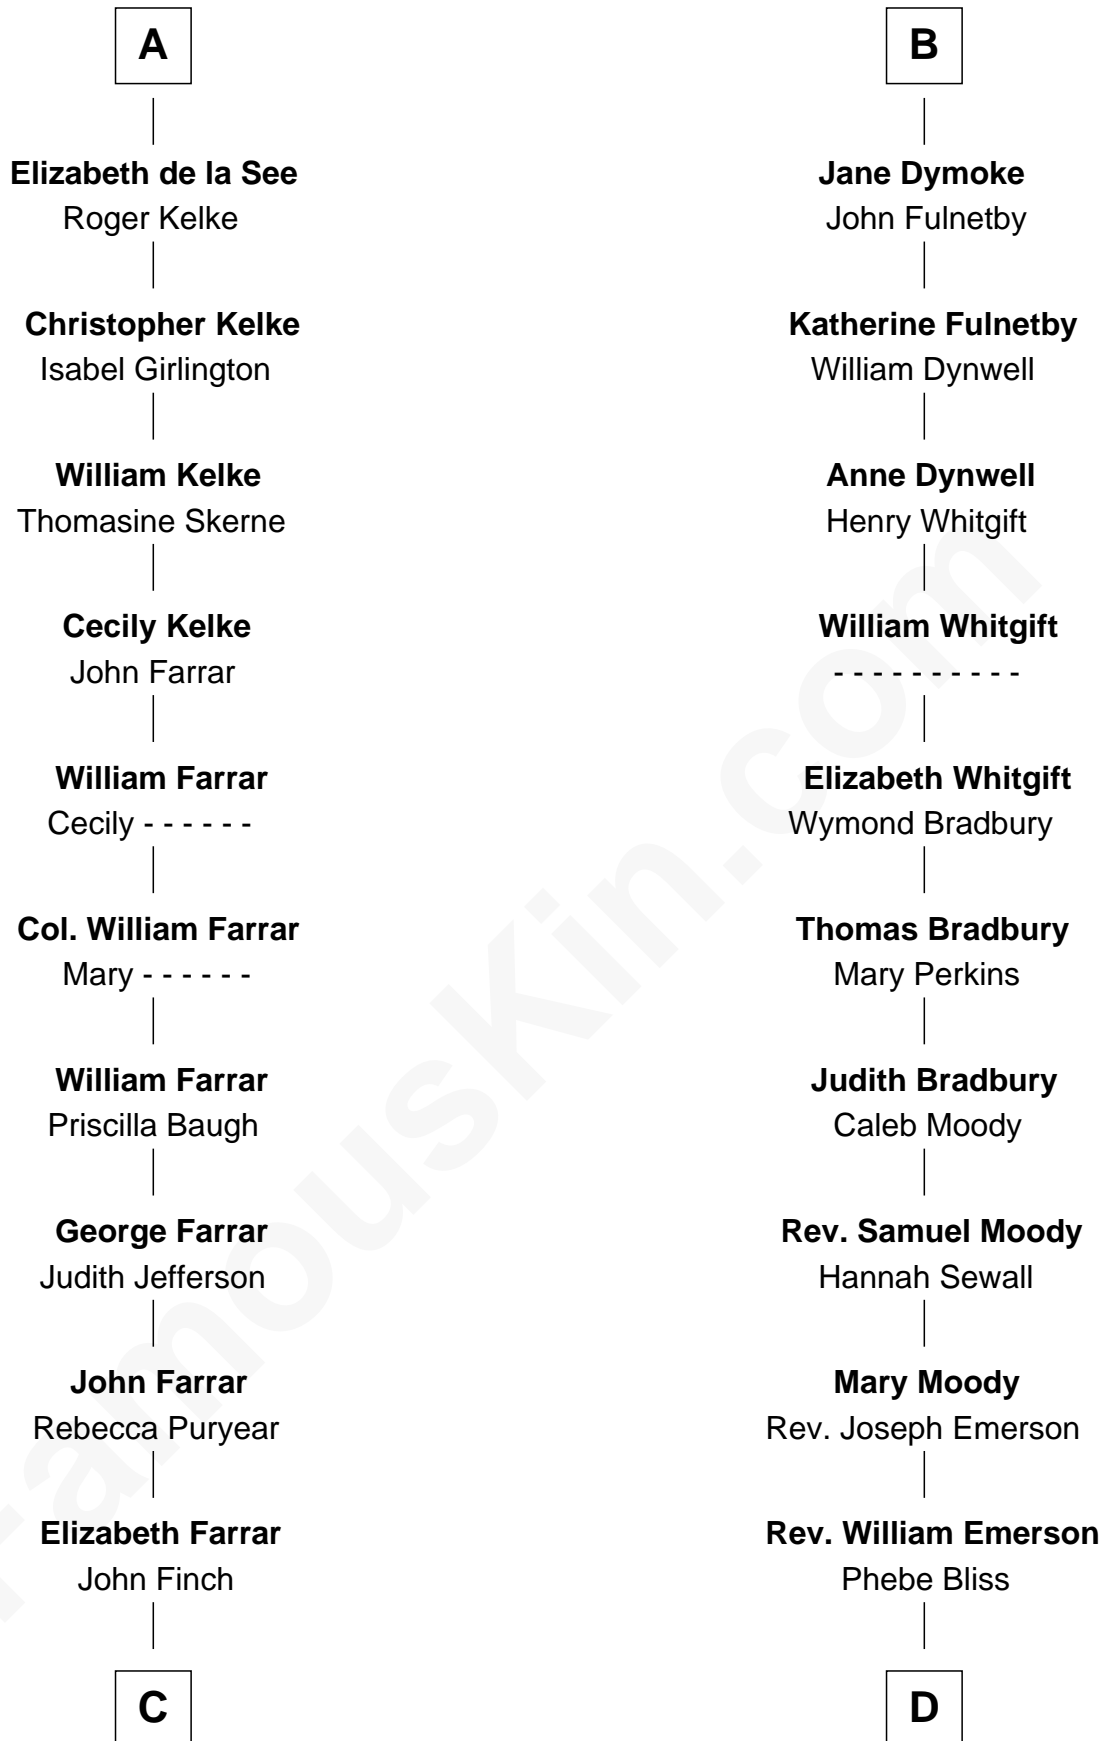 A
Elizabeth de la See
Roger Kelke
Christopher Kelke
Isabel Girlington
William Kelke
Thomasine Skerne
Cecily Kelke
John Farrar
William Farrar
Cecily - - - - - -
Col. William Farrar
Mary - - - - - -
William Farrar
Priscilla Baugh
George Farrar
Judith Jefferson
John Farrar
Rebecca Puryear
Elizabeth Farrar
John Finch
C
B
Jane Dymoke
John Fulnetby
Katherine Fulnetby
William Dynwell
Anne Dynwell
Henry Whitgift
William Whitgift
- - - - - - - - - -
Elizabeth Whitgift
Wymond Bradbury
Thomas Bradbury
Mary Perkins
Judith Bradbury
Caleb Moody
Rev. Samuel Moody
Hannah Sewall
Mary Moody
Rev. Joseph Emerson
Rev. William Emerson
Phebe Bliss
D
FamousKin.com